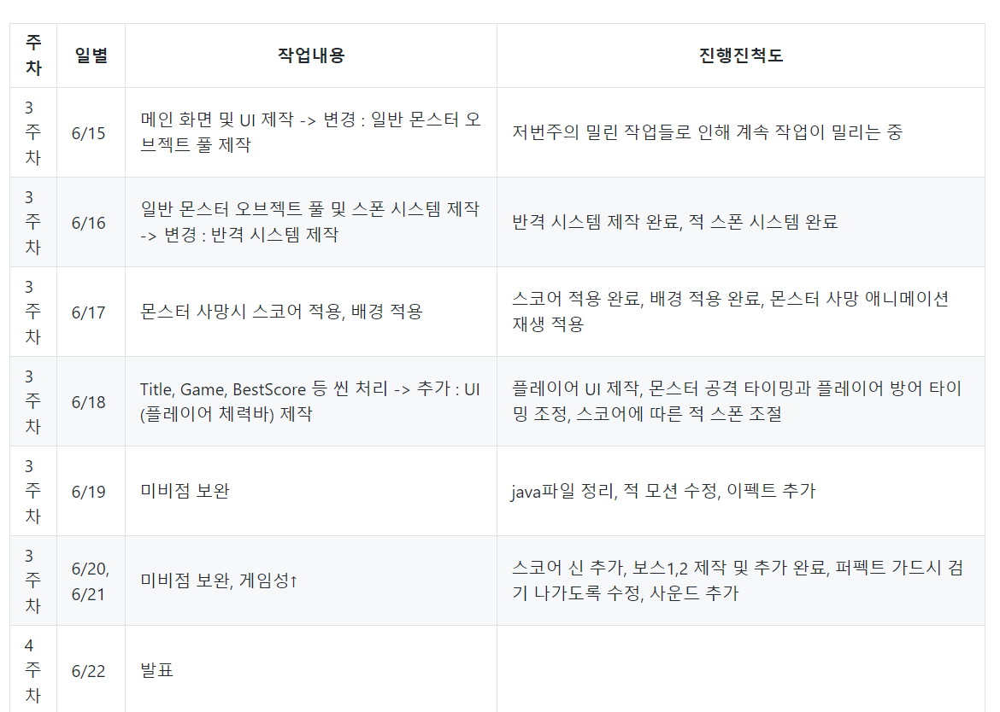 주
차
일별
작업내용
진행진척도
3
주
차
6/15
메인 화면 및 UI 제작 -> 변경 : 일반 몬스터 오
브젝트 풀 제작
저번주의 밀린 작업들로 인해 계속 작업이 밀리는 중
3
주
차
6/16
일반 몬스터 오브젝트 풀 및 스폰 시스템 제작
-> 변경 : 반격 시스템 제작
반격 시스템 제작 완료, 적 스폰 시스템 완료
3
주
차
6/17
몬스터 사망시 스코어 적용, 배경 적용
스코어 적용 완료, 배경 적용 완료, 몬스터 사망 애니메이션
재생 적용
3
주
차
6/18
Title, Game, BestScore 등 씬 처리 -> 추가 : UI
(플레이어 체력바) 제작
플레이어 UI 제작, 몬스터 공격 타이밍과 플레이어 방어 타이
밍 조정, 스코어에 따른 적 스폰 조절
3
주
차
6/19
미비점 보완
java파일 정리, 적 모션 수정, 이펙트 추가
3
주
차
6/20,
6/21
미비점 보완, 게임성↑
스코어 신 추가, 보스1,2 제작 및 추가 완료, 퍼펙트 가드시 검
기 나가도록 수정, 사운드 추가
4
주
차
6/22
발표